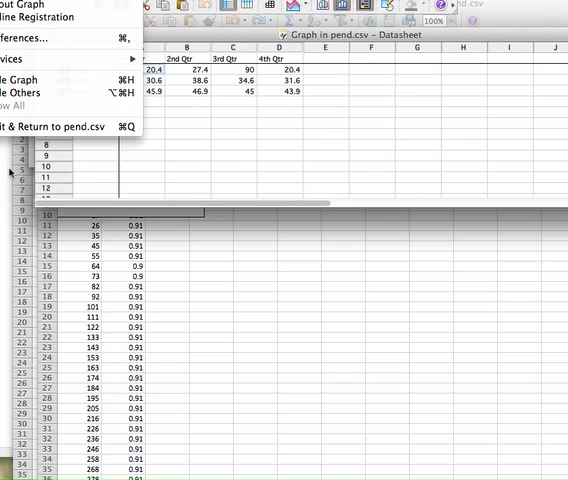 out Graph
line Registration
ferences... ⌘,
vices ▶
de Graph ⌘H
de Others ⌥⌘H
ow All
it & Return to pend.csv ⌘Q
100%
Graph in pend.csv – Datasheet
A B C D E F G H I J
2nd Qtr 3rd Qtr 4th Qtr
20.4 27.4 90 20.4
30.6 38.6 34.6 31.6
45.9 46.9 45 43.9
8
9
10
11
12
10
11 26 0.91
12 35 0.91
13 45 0.91
14 55 0.91
15 64 0.9
16 73 0.9
17 82 0.91
18 92 0.91
19 101 0.91
20 111 0.91
21 122 0.91
22 133 0.91
23 143 0.91
24 153 0.91
25 163 0.91
26 174 0.91
27 184 0.91
28 195 0.91
29 205 0.91
30 216 0.91
31 226 0.91
32 236 0.91
33 246 0.91
34 258 0.91
35 268 0.91
36 278 0.91